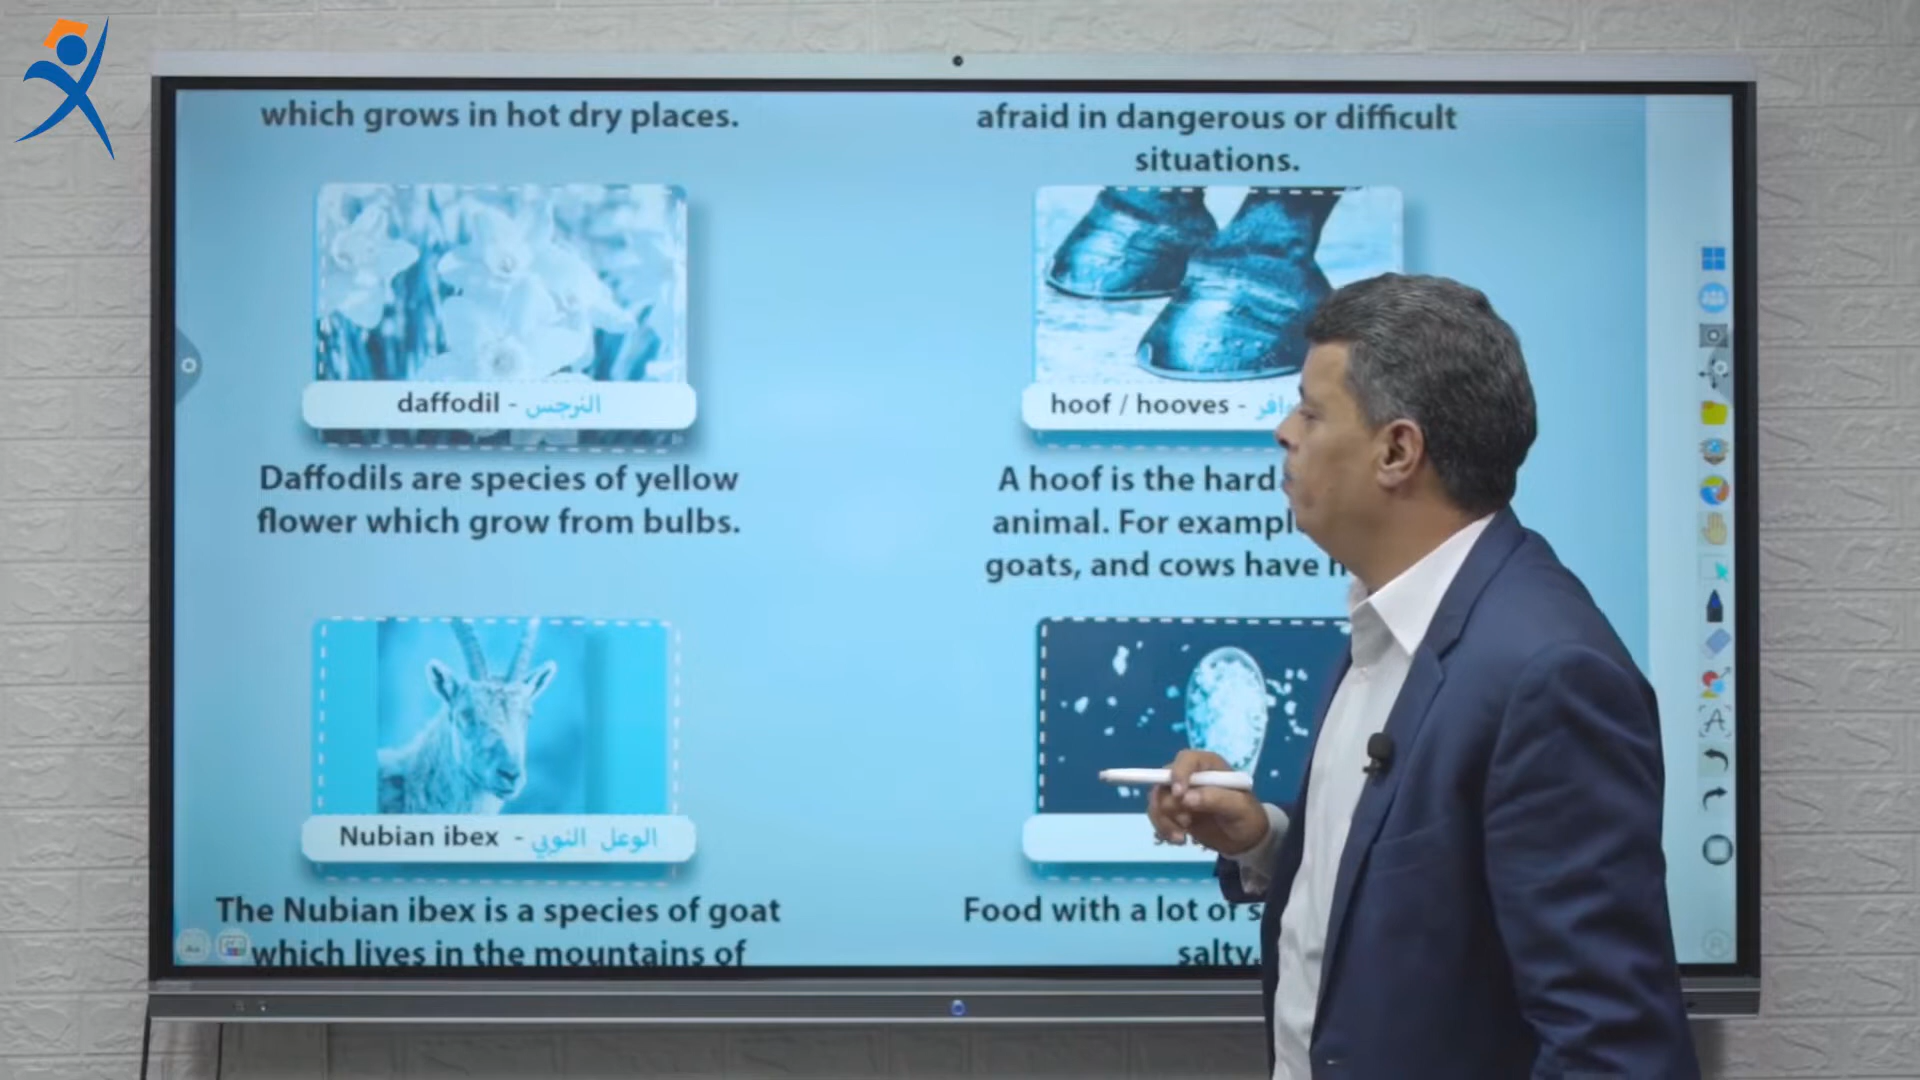 which grows in hot dry places.
daffodil - النرجس
Daffodils are species of yellow
flower which grow from bulbs.
Nubian ibex - الوعل النوبي
The Nubian ibex is a species of goat
which lives in the mountains of
afraid in dangerous or difficult
situations.
hoof / hooves -
A hoof is the hard
animal. For
goats, and cows have
Food with a lot of
salty.